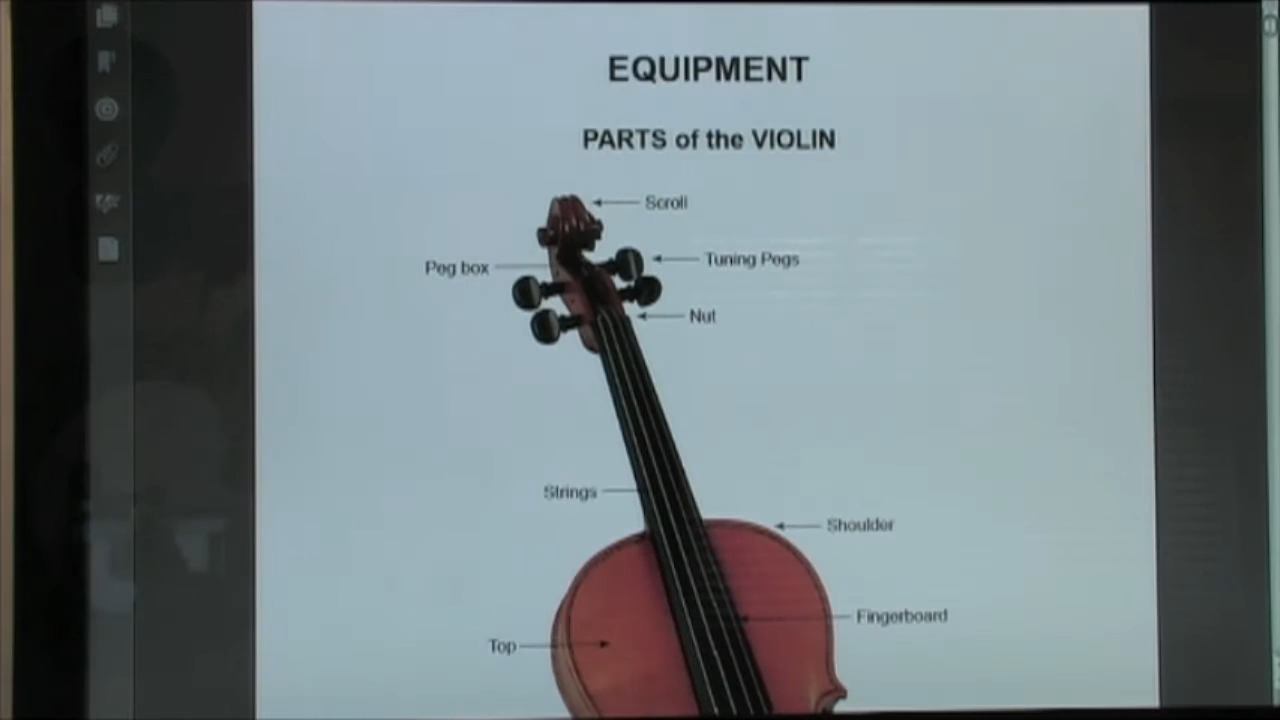 EQUIPMENT
PARTS of the VIOLIN
Scroll
Tuning Pegs
Peg box
Nut
Strings
Shoulder
Fingerboard
Top